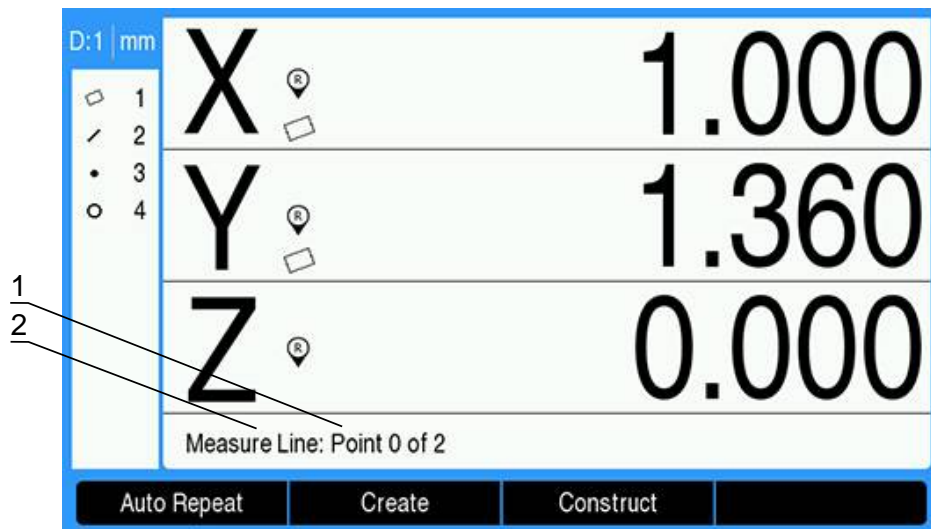 D:1 mm
1
2
3
4
X R 1.000
Y R 1.360
Z R 0.000
1
2
Measure Line: Point 0 of 2
Auto Repeat Create Construct